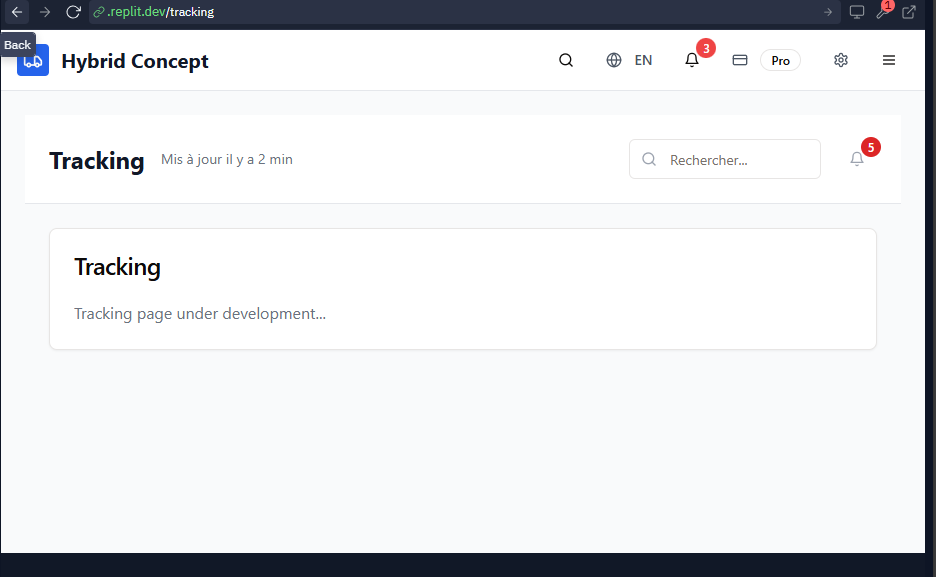 .replit.dev/tracking
1
Back
Hybrid Concept
EN
3
Pro
Tracking
Mis à jour il y a 2 min
Rechercher...
5
Tracking
Tracking page under development...